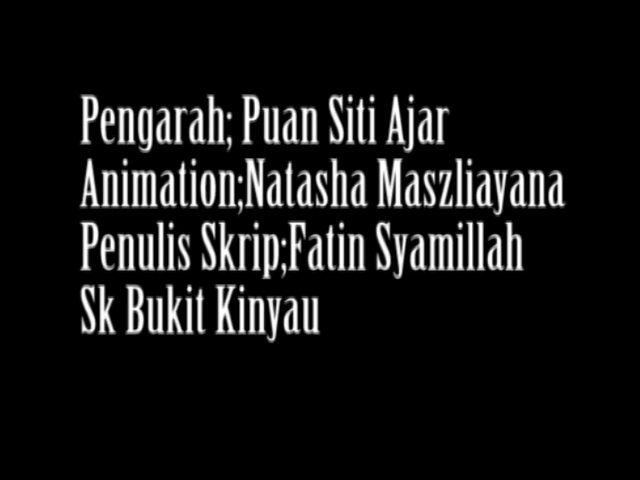 Pengarah; Puan Siti Ajar
Animation;Natasha Maszliayana
Penulis Skrip;Fatin Syamillah
Sk Bukit Kinyau